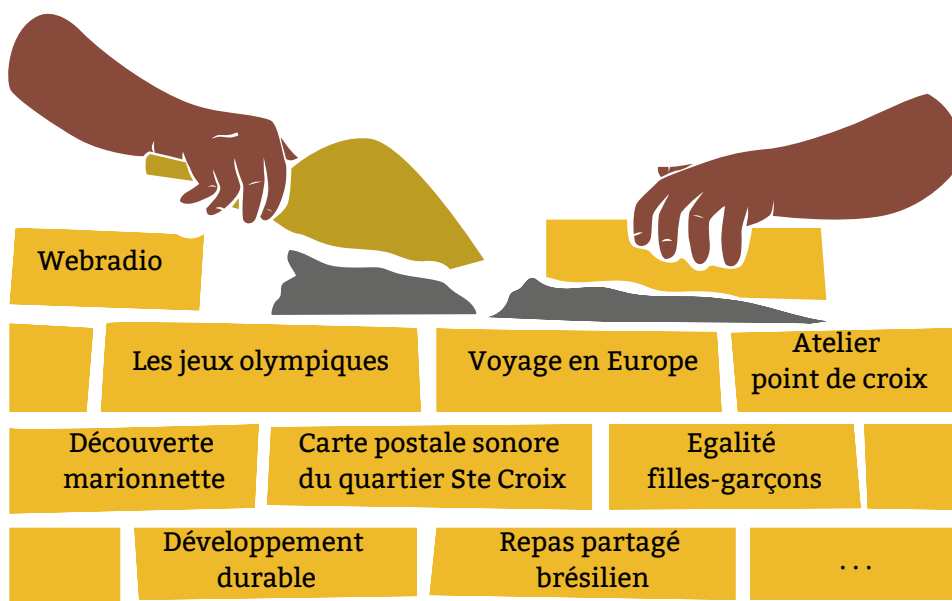 Webradio
Les jeux olympiques
Voyage en Europe
Atelier
point de croix
Découverte
marionnette
Carte postale sonore
du quartier Ste Croix
Egalité
filles-garçons
Développement
durable
Repas partagé
brésilien
. . .